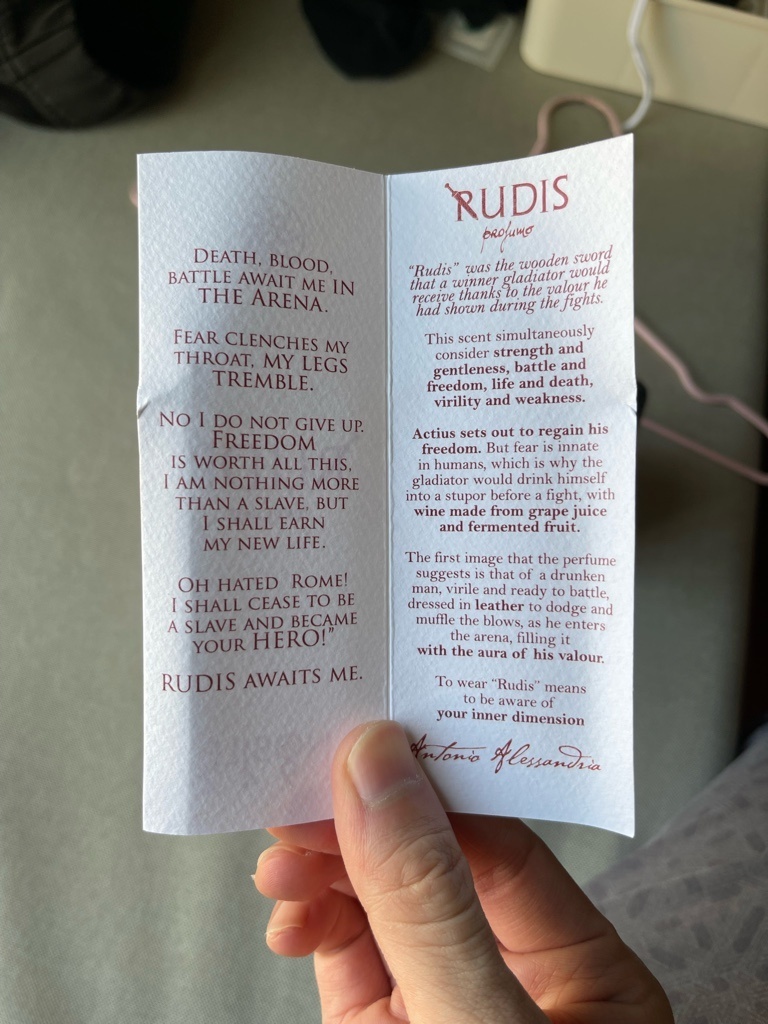 DEATH, BLOOD,
BATTLE AWAIT ME IN
THE ARENA.
FEAR CLENCHES MY
THROAT, MY LEGS
TREMBLE.
NO I DO NOT GIVE UP.
FREEDOM
IS WORTH ALL THIS,
I AM NOTHING MORE
THAN A SLAVE, BUT
I SHALL EARN
MY NEW LIFE.
OH HATED ROME!
I SHALL CEASE TO BE
A SLAVE AND BECAME
YOUR HERO!”
RUDIS AWAITS ME.
RUDIS
profumo
“Rudis” was the wooden sword
that a winner gladiator would
receive thanks to the valour he
had shown during the fights.
This scent simultaneously
consider strength and
gentleness, battle and
freedom, life and death,
virility and weakness.
Actius sets out to regain his
freedom. But fear is innate
in humans, which is why the
gladiator would drink himself
into a stupor before a fight, with
wine made from grape juice
and fermented fruit.
The first image that the perfume
suggests is that of a drunken
man, virile and ready to battle,
dressed in leather to dodge and
muffle the blows, as he enters
the arena, filling it
with the aura of his valour.
To wear “Rudis” means
to be aware of
your inner dimension
Antonio Alessandria